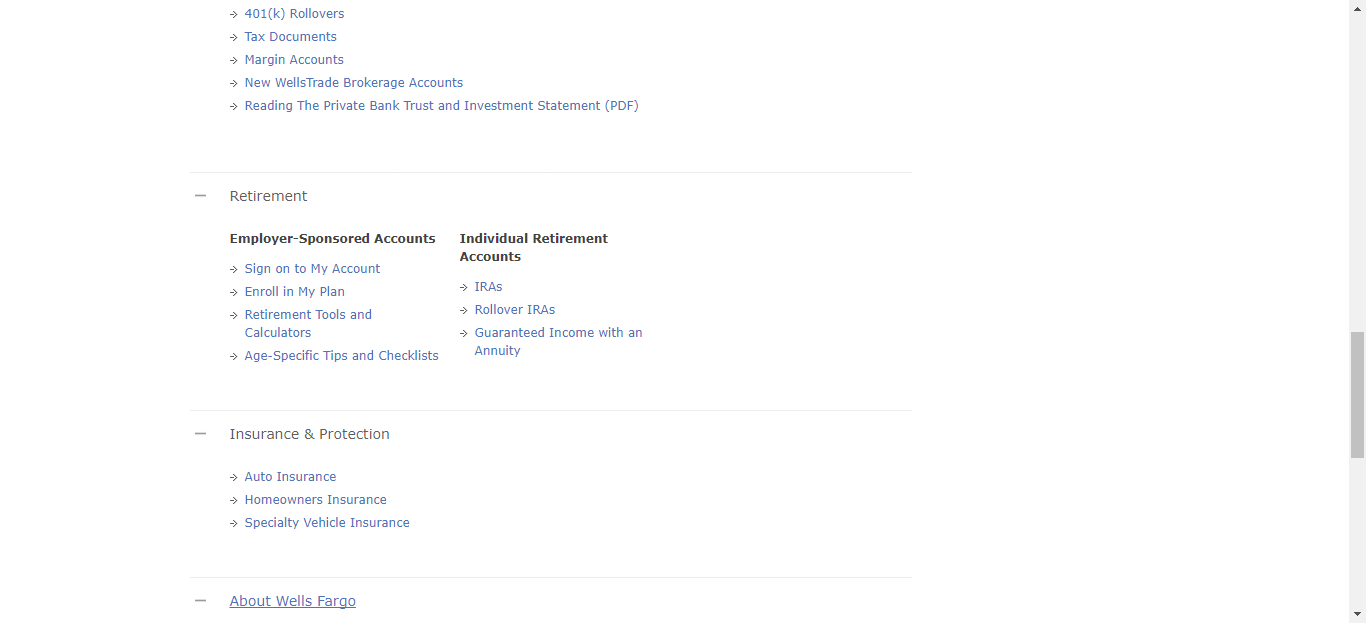 401(k) Rollovers
Tax Documents
Margin Accounts
New WellsTrade Brokerage Accounts
Reading The Private Bank Trust and Investment Statement (PDF)
Retirement
Employer-Sponsored Accounts
Sign on to My Account
Enroll in My Plan
Retirement Tools and
Calculators
Age-Specific Tips and Checklists
Individual Retirement
Accounts
IRAs
Rollover IRAs
Guaranteed Income with an
Annuity
Insurance & Protection
Auto Insurance
Homeowners Insurance
Specialty Vehicle Insurance
About Wells Fargo